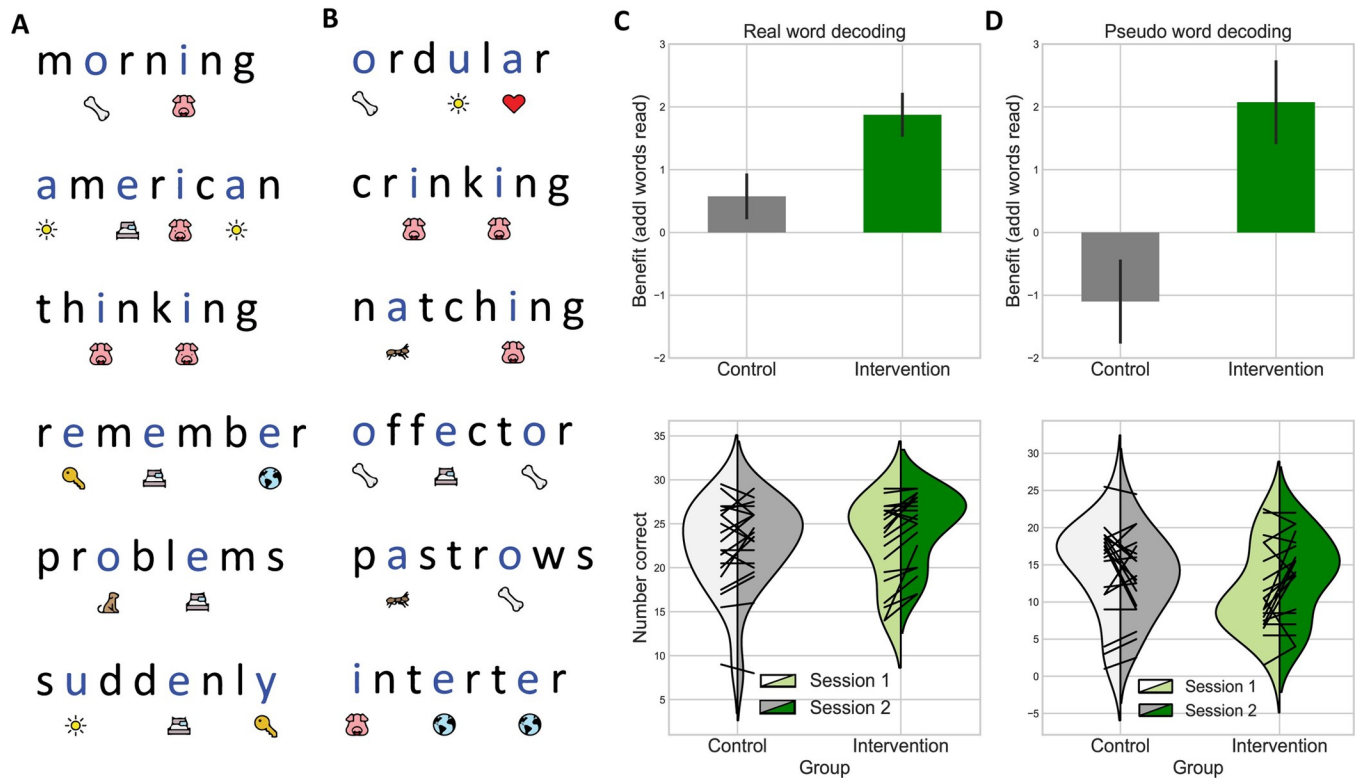 A
morning
american
thinking
remember
problems
suddenly
B
ordular
crinking
natching
offector
pastrows
interter
C
Real word decoding
Benefit (addl words read)
3
2
1
0
−1
−2
Control Intervention
Number correct
35
30
25
20
15
10
5
Session 1
Session 2
Control Intervention
Group
D
Pseudo word decoding
Benefit (addl words read)
3
2
1
0
−1
−2
Control Intervention
30
25
20
15
10
5
0
−5
Session 1
Session 2
Control Intervention
Group